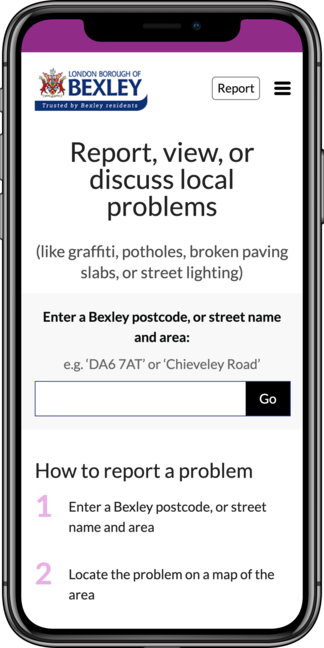 LONDON BOROUGH OF
BEXLEY
Trusted by Bexley residents
Report
Report, view, or
discuss local
problems
(like graffiti, potholes, broken paving
slabs, or street lighting)
Enter a Bexley postcode, or street name
and area:
e.g. ‘DA6 7AT’ or ‘Chieveley Road’
Go
How to report a problem
1 Enter a Bexley postcode, or street
name and area
2 Locate the problem on a map of the
area